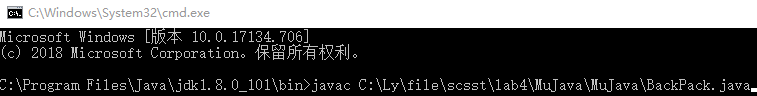 C:\Windows\System32\cmd.exe
Microsoft Windows [版本 10.0.17134.706]
(c) 2018 Microsoft Corporation。保留所有权利。
C:\Program Files\Java\jdk1.8.0_101\bin>javac C:\Ly\file\scsst\lab4\MuJava\MuJava\BackPack.java